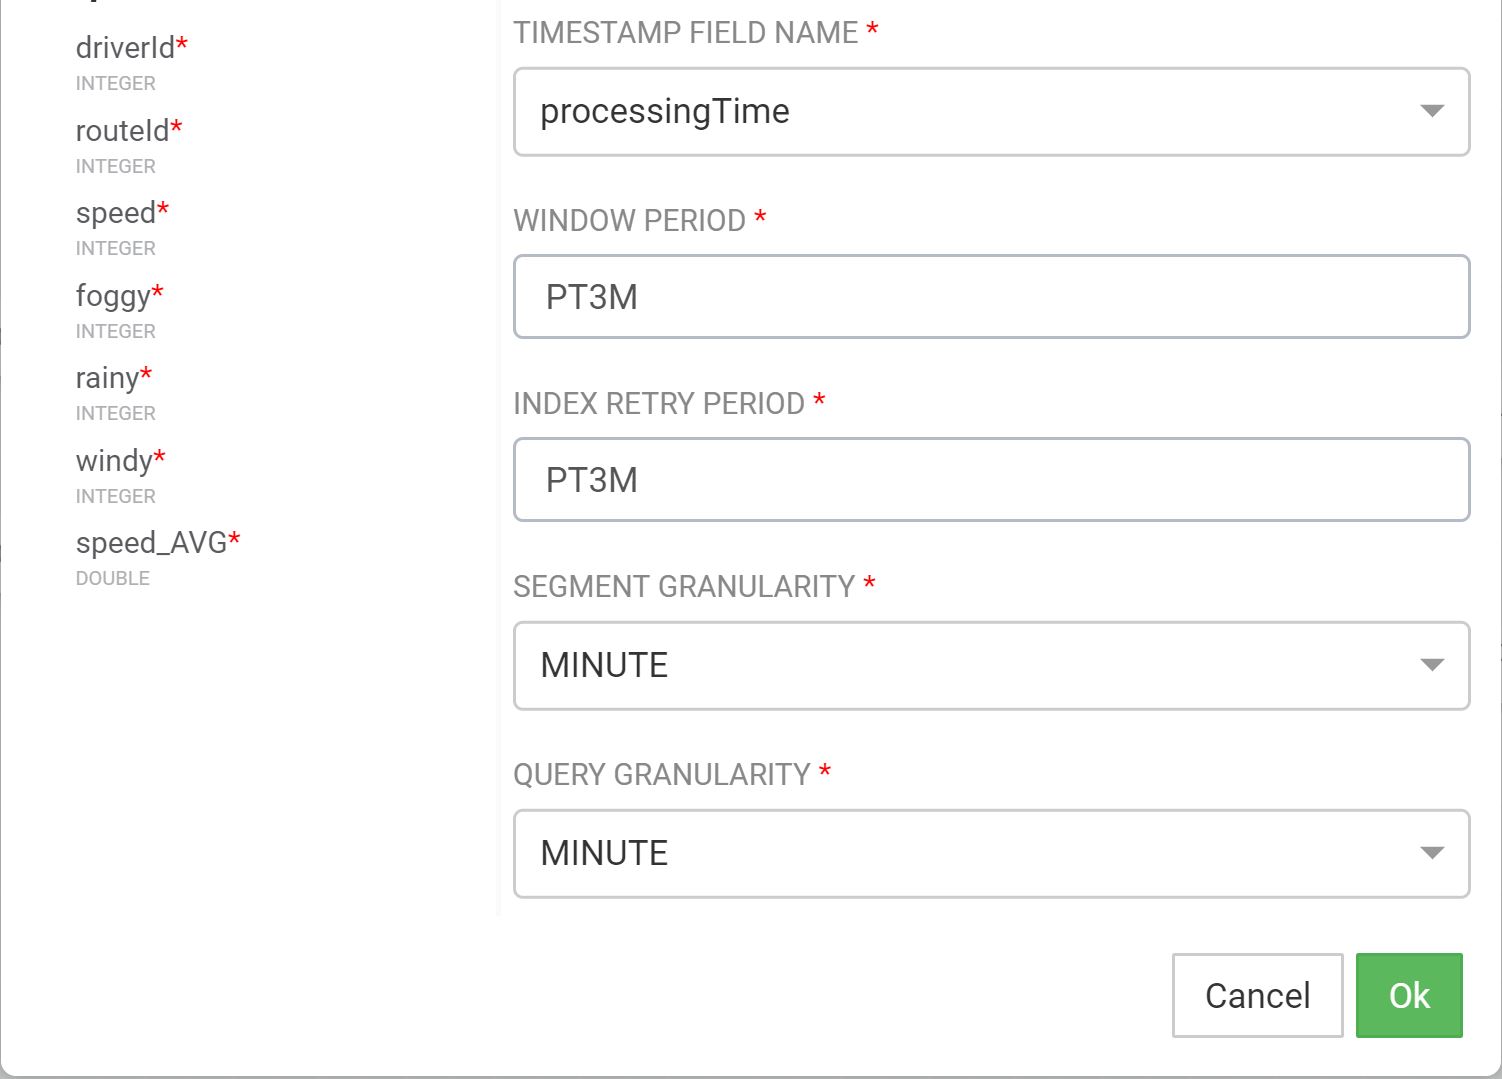 driverId*
INTEGER
routeId*
INTEGER
speed*
INTEGER
foggy*
INTEGER
rainy*
INTEGER
windy*
INTEGER
speed_AVG*
DOUBLE
TIMESTAMP FIELD NAME *
processingTime
WINDOW PERIOD *
PT3M
INDEX RETRY PERIOD *
PT3M
SEGMENT GRANULARITY *
MINUTE
QUERY GRANULARITY *
MINUTE
Cancel
Ok